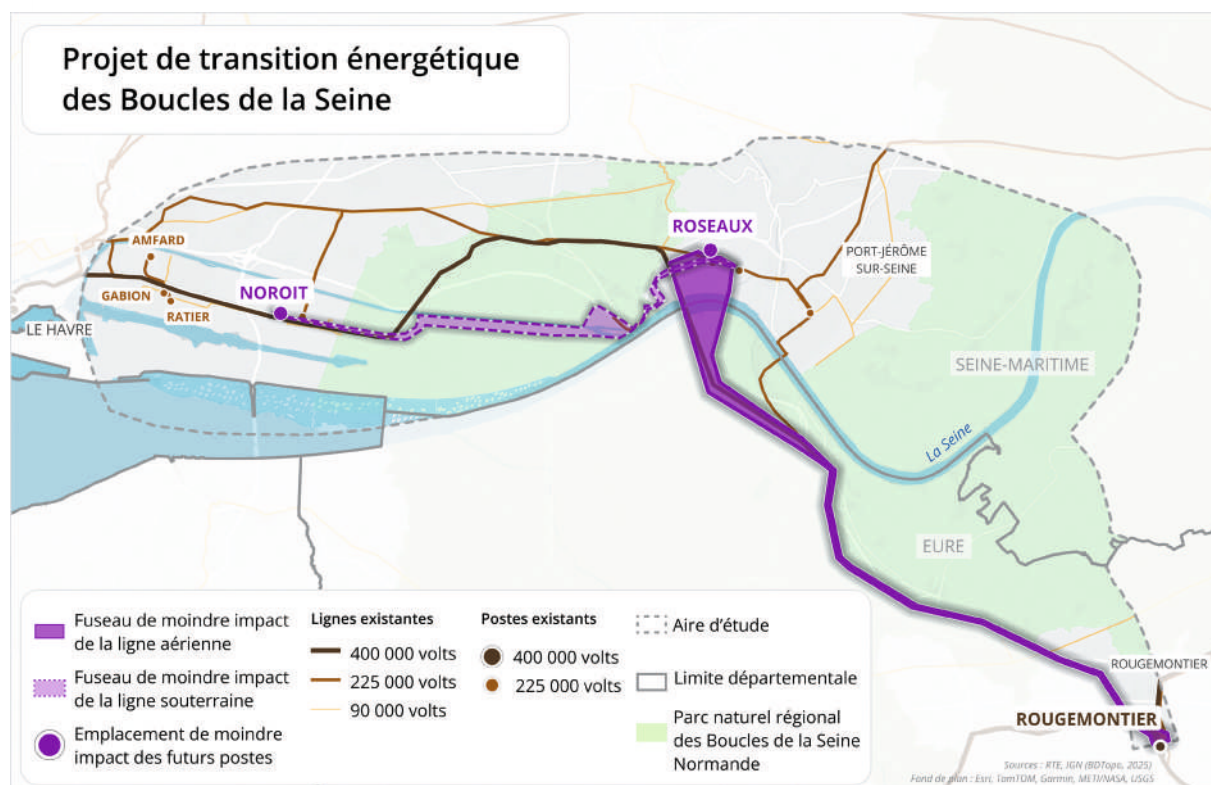 Projet de transition énergétique
des Boucles de la Seine
AMFARD
GABION
RATIER
NOROIT
LE HAVRE
ROSEAUX
PORT-JÉRÔME
SUR-SEINE
SEINE-MARITIME
La Seine
EURE
ROUGEMONTIER
ROUGEMONTIER
Fuseau de moindre impact
de la ligne aérienne
Fuseau de moindre impact
de la ligne souterraine
Emplacement de moindre
impact des futurs postes
Lignes existantes
400 000 volts
225 000 volts
90 000 volts
Postes existants
400 000 volts
225 000 volts
Aire d'étude
Limite départementale
Parc naturel régional
des Boucles de la Seine
Normande
Sources : RTE, IGN (BDTopo, 2025)
Fond de plan : Esri, TomTOM, Garmin, METI/NASA, USGS